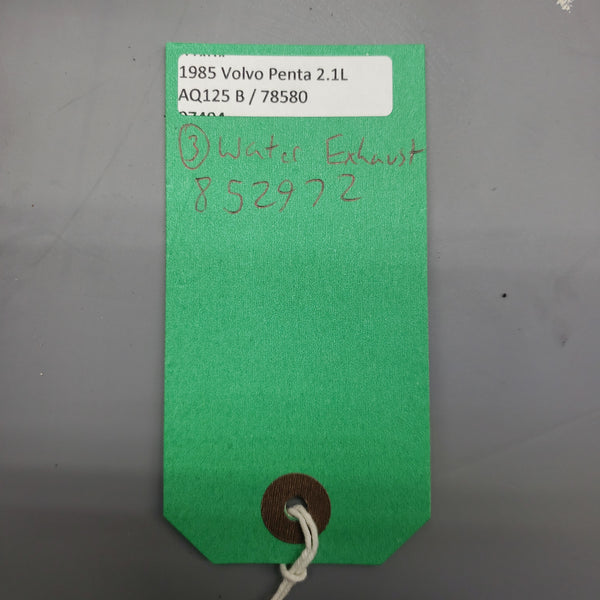 1985 Volvo Penta 2.1L
AQ125 B / 78580
③ Water Exhaust
852972